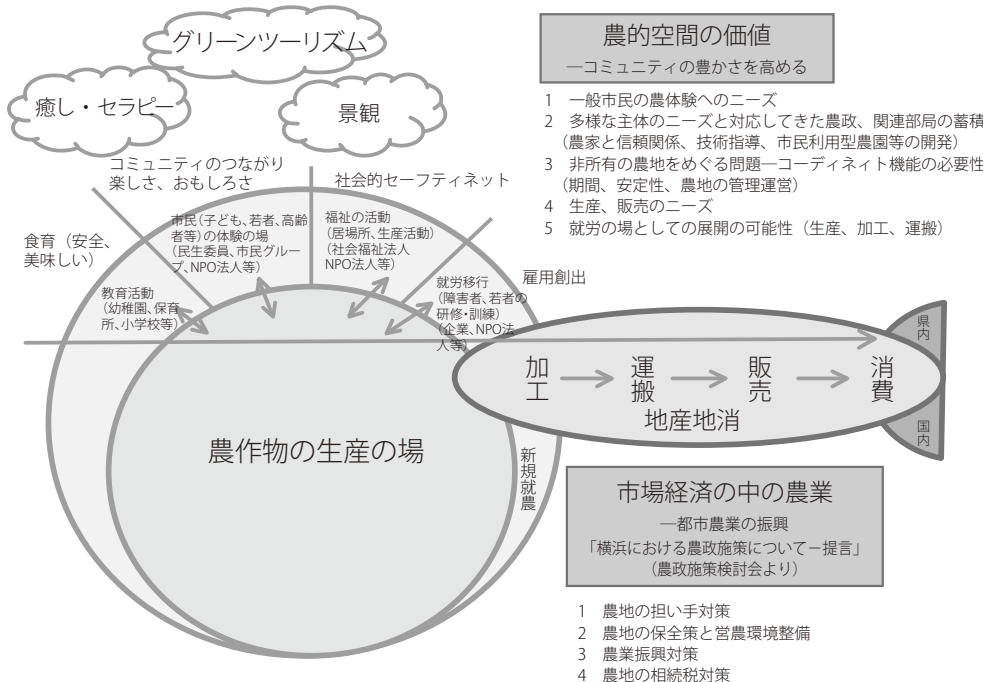 グリーンツーリズム
癒し・セラピー
景観
農的空間の価値
―コミュニティの豊かさを高める
1 一般市民の農体験へのニーズ
2 多様な主体のニーズと対応してきた農政、関連部局の蓄積
(農家と信頼関係、技術指導、市民利用型農園等の開発)
3 非所有の農地をめぐる問題―コーディネィト機能の必要性
(期間、安定性、農地の管理運営)
4 生産、販売のニーズ
5 就労の場としての展開の可能性(生産、加工、運搬)
コミュニティのつながり
楽しさ、おもしろさ
社会的セーフティネット
食育(安全、
美味しい)
雇用創出
市民(子ども、若者、高齢
者等)の体験の場
(民生委員、市民グルー
プ、NPO法人等)
福祉の活動
(居場所、生産活動)
(社会福祉法人
NPO法人等)
教育活動
(幼稚園、保育
所、小学校等)
就労移行
(障害者、若者の
研修・訓練)
(企業、NPO法
人等)
加工
運搬
販売
消費
地産地消
県内
国内
農作物の生産の場
新規就農
市場経済の中の農業
―都市農業の振興
「横浜における農政施策について－提言」
(農政施策検討会より)
1 農地の担い手対策
2 農地の保全策と営農環境整備
3 農業振興対策
4 農地の相続税対策